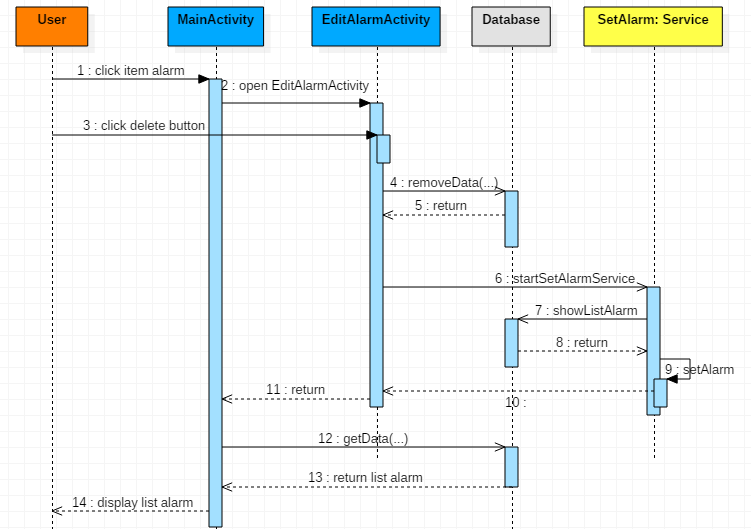 User
MainActivity
EditAlarmActivity
Database
SetAlarm: Service
1 : click item alarm
2 : open EditAlarmActivity
3 : click delete button
4 : removeData(...)
5 : return
6 : startSetAlarmService
7 : showListAlarm
8 : return
9 : setAlarm
10 :
11 : return
12 : getData(...)
13 : return list alarm
14 : display list alarm